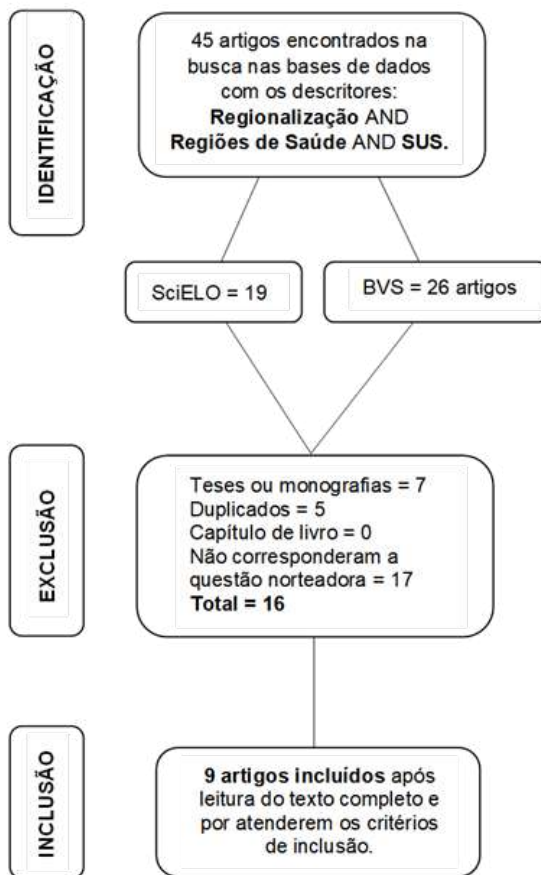 IDENTIFICAÇÃO
45 artigos encontrados na
busca nas bases de dados
com os descritores:
Regionalização AND
Regiões de Saúde AND SUS.
SciELO = 19
BVS = 26 artigos
EXCLUSÃO
Teses ou monografias = 7
Duplicados = 5
Capítulo de livro = 0
Não corresponderam a
questão norteadora = 17
Total = 16
INCLUSÃO
9 artigos incluídos após
leitura do texto completo e
por atenderem os critérios
de inclusão.